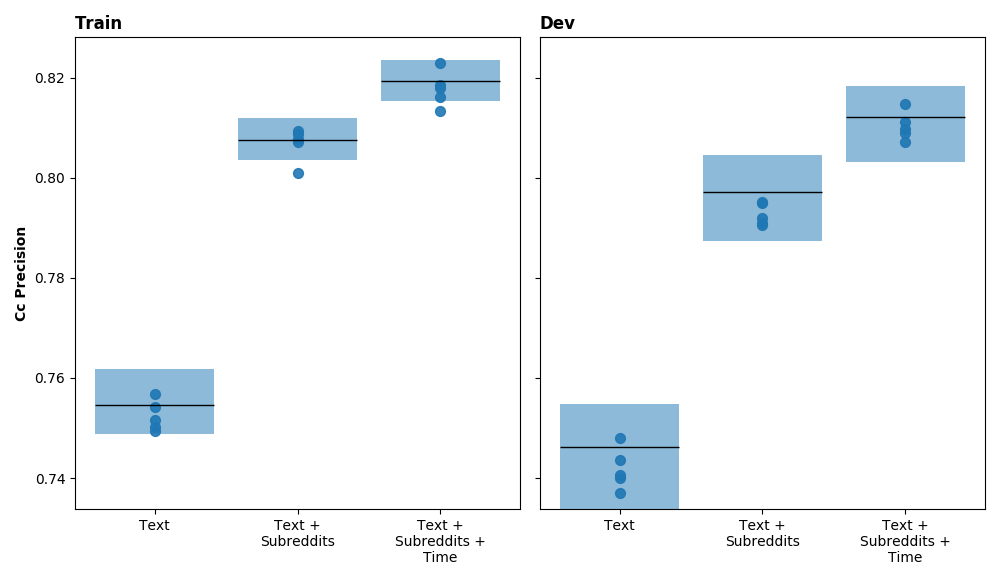 Train
Dev
Cc Precision
0.82
0.80
0.78
0.76
0.74
Text
Text +
Subreddits
Text +
Subreddits +
Time
Text
Text +
Subreddits
Text +
Subreddits +
Time